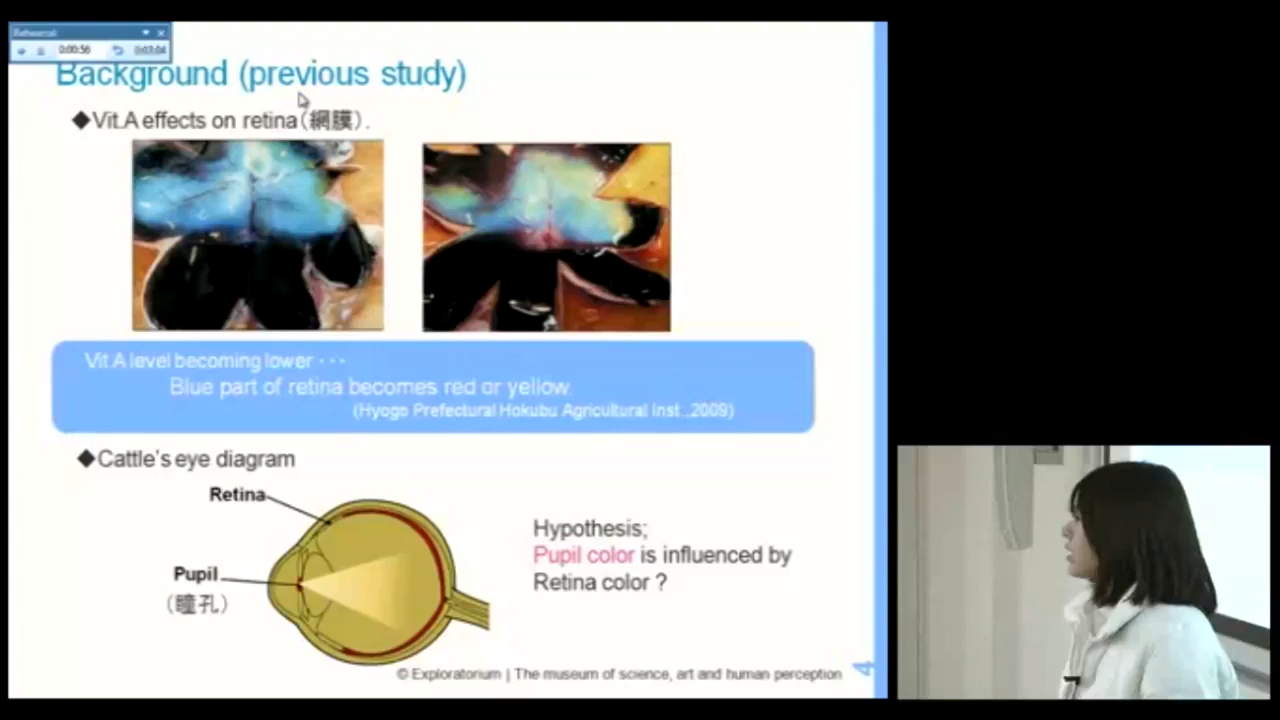 Rehearsal
0:00:56
0:03:04
Background (previous study)
◆Vit.A effects on retina(網膜).
Vit.A level becoming lower・・・
Blue part of retina becomes red or yellow.
(Hyogo Prefectural Hokubu Agricultural Inst.,2009)
◆Cattle's eye diagram
Retina
Pupil
(瞳孔)
Hypothesis;
Pupil color is influenced by
Retina color ?
© Exploratorium | The museum of science, art and human perception
4